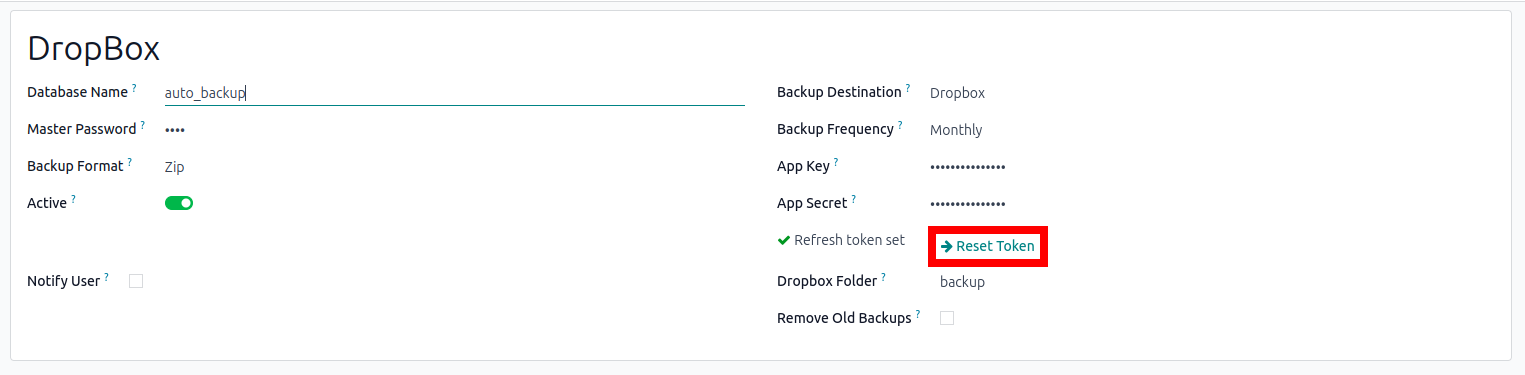 DropBox
Database Name ? auto_backup
Master Password ? ••••
Backup Format ? Zip
Active ?
Notify User ?
Backup Destination ? Dropbox
Backup Frequency ? Monthly
App Key ? •••••••••••••••
App Secret ? •••••••••••••••
Refresh token set Reset Token
Dropbox Folder ? backup
Remove Old Backups ?